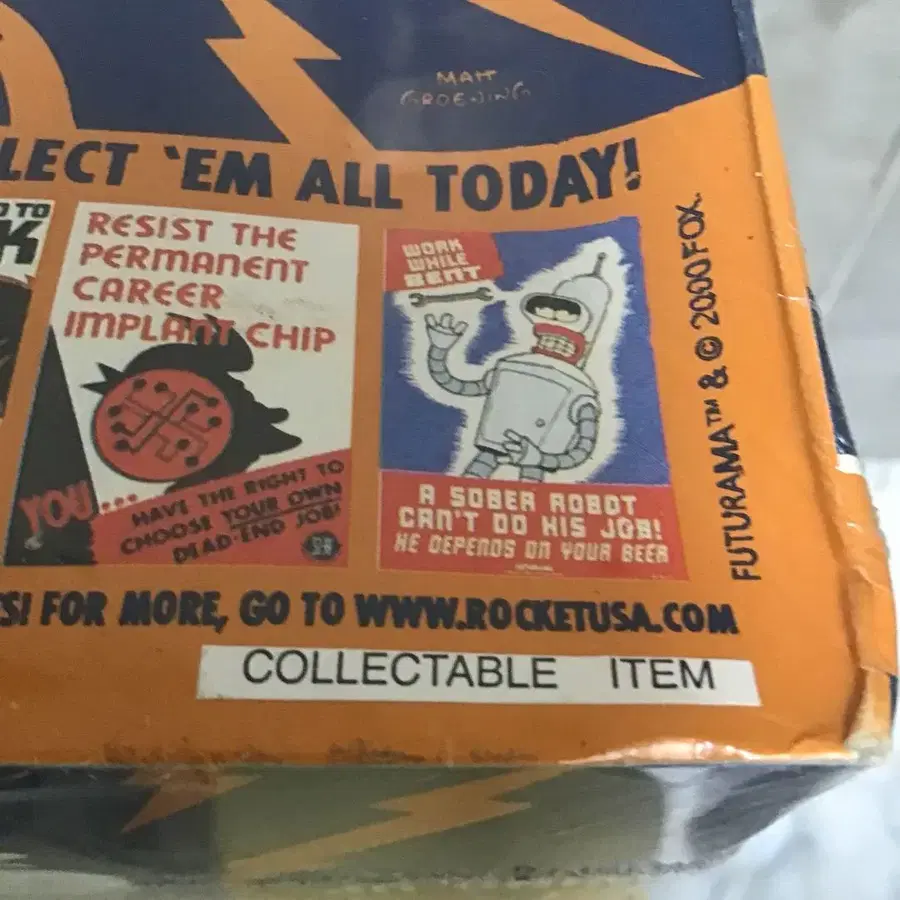 MATT
GROENING
LECT 'EM ALL TODAY!
D TO
K
RESIST THE
PERMANENT
CAREER
IMPLANT CHIP
YOU...
HAVE THE RIGHT TO
CHOOSE YOUR OWN
DEAD-END JOB!
WORK
WHILE
BENT
A SOBER ROBOT
CAN'T DO HIS JOB!
HE DEPENDS ON YOUR BEER
FUTURAMA™ & © 2000 FOX.
S! FOR MORE, GO TO WWW.ROCKETUSA.COM
COLLECTABLE ITEM